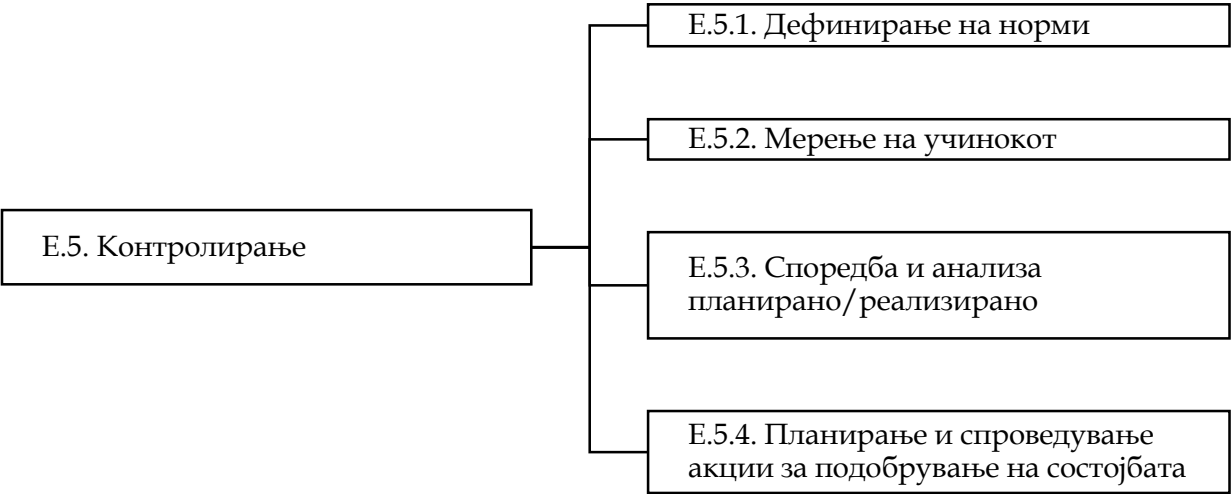 Е.5.1. Дефинирање на норми
Е.5.2. Мерење на учинокот
Е.5. Контролирање
Е.5.3. Споредба и анализа
планирано/реализирано
Е.5.4. Планирање и спроведување
акции за подобрување на состојбата